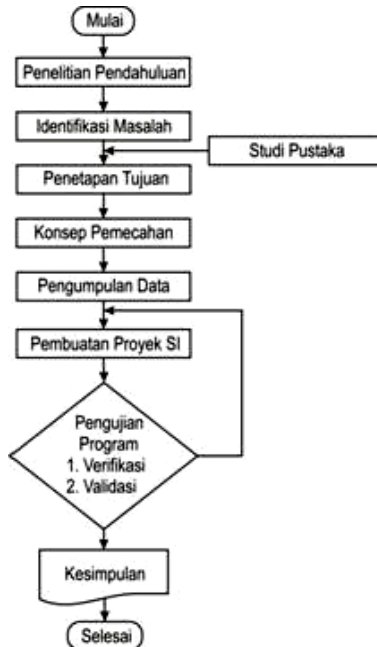 Mulai
Penelitian Pendahuluan
Identifikasi Masalah
Studi Pustaka
Penetapan Tujuan
Konsep Pemecahan
Pengumpulan Data
Pembuatan Proyek SI
Pengujian
Program
1. Verifikasi
2. Validasi
Kesimpulan
Selesai